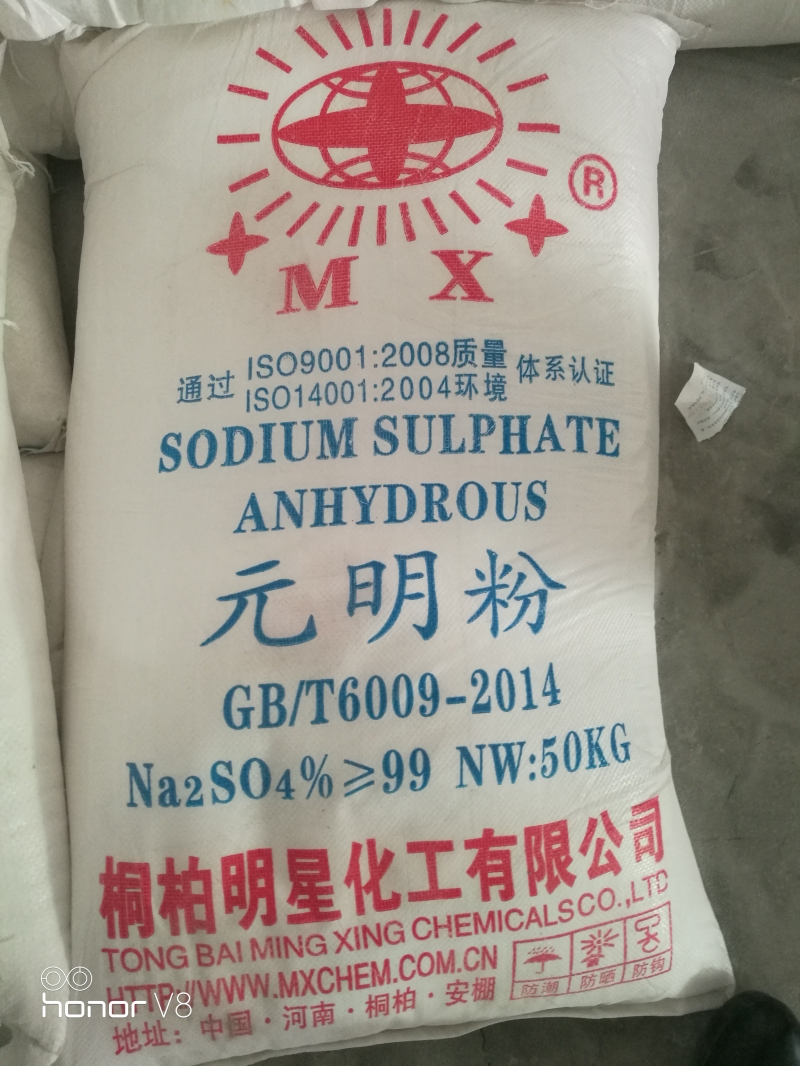 ®
M X
通过 ISO9001:2008质量 体系认证
ISO14001:2004环境
SODIUM SULPHATE
ANHYDROUS
元明粉
GB/T6009-2014
Na2SO4%≥99 NW:50KG
桐柏明星化工有限公司
TONG BAI MING XING CHEMICALS CO.,LTD
HTTP://WWW.MXCHEM.COM.CN
防潮 防晒 防钩
地址：中国·河南·桐柏·安棚
honor V8